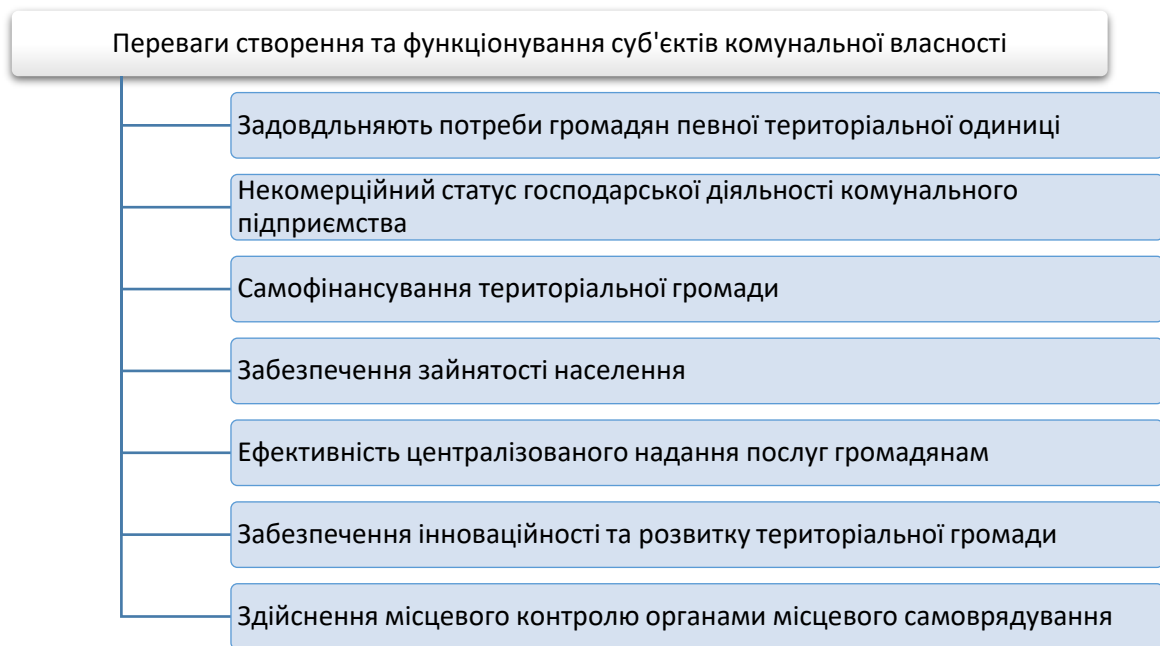 Переваги створення та функціонування суб'єктів комунальної власності
Задовдльняють потреби громадян певної територіальної одиниці
Некомерційний статус господарської діяльності комунального
підприємства
Самофінансування територіальної громади
Забезпечення зайнятості населення
Ефективність централізованого надання послуг громадянам
Забезпечення інноваційності та розвитку територіальної громади
Здійснення місцевого контролю органами місцевого самоврядування